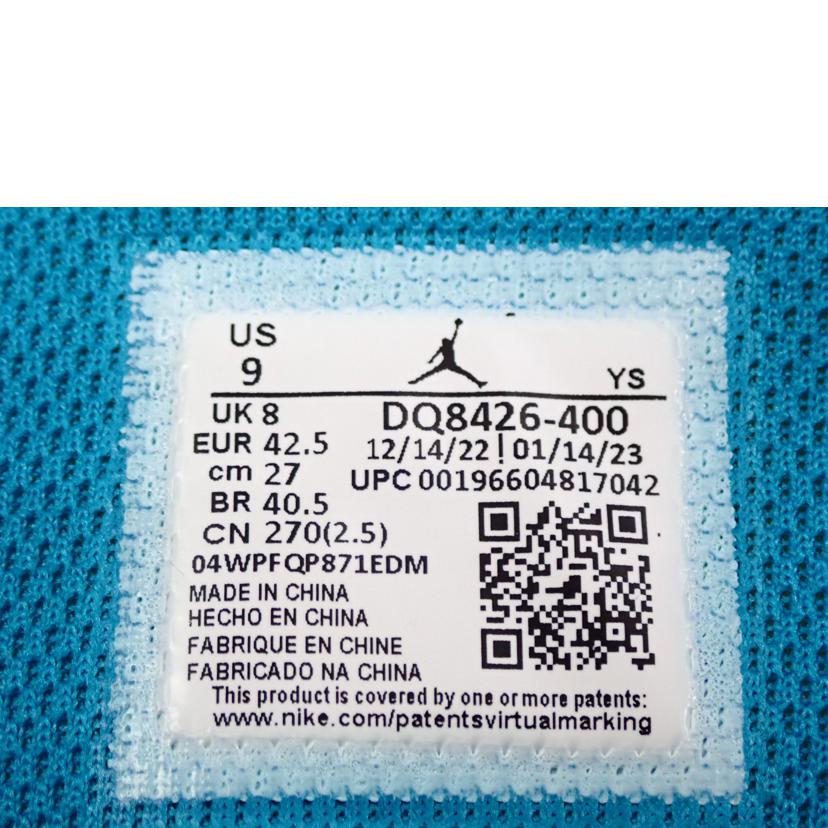 US
9
YS
UK 8
EUR 42.5
cm 27
BR 40.5
CN 270(2.5)
DQ8426-400
12/14/22 | 01/14/23
UPC 00196604817042
04WPFQP871EDM
MADE IN CHINA
HECHO EN CHINA
FABRIQUE EN CHINE
FABRICADO NA CHINA
This product is covered by one or more patents:
www.nike.com/patentsvirtualmarking